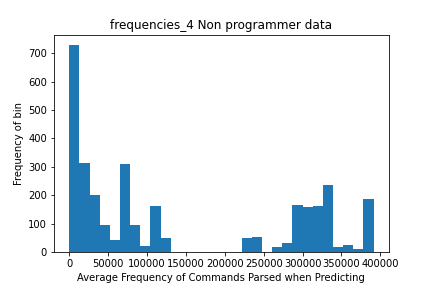 frequencies_4 Non programmer data
Frequency of bin
700
600
500
400
300
200
100
0
0 50000 100000 150000 200000 250000 300000 350000 400000
Average Frequency of Commands Parsed when Predicting